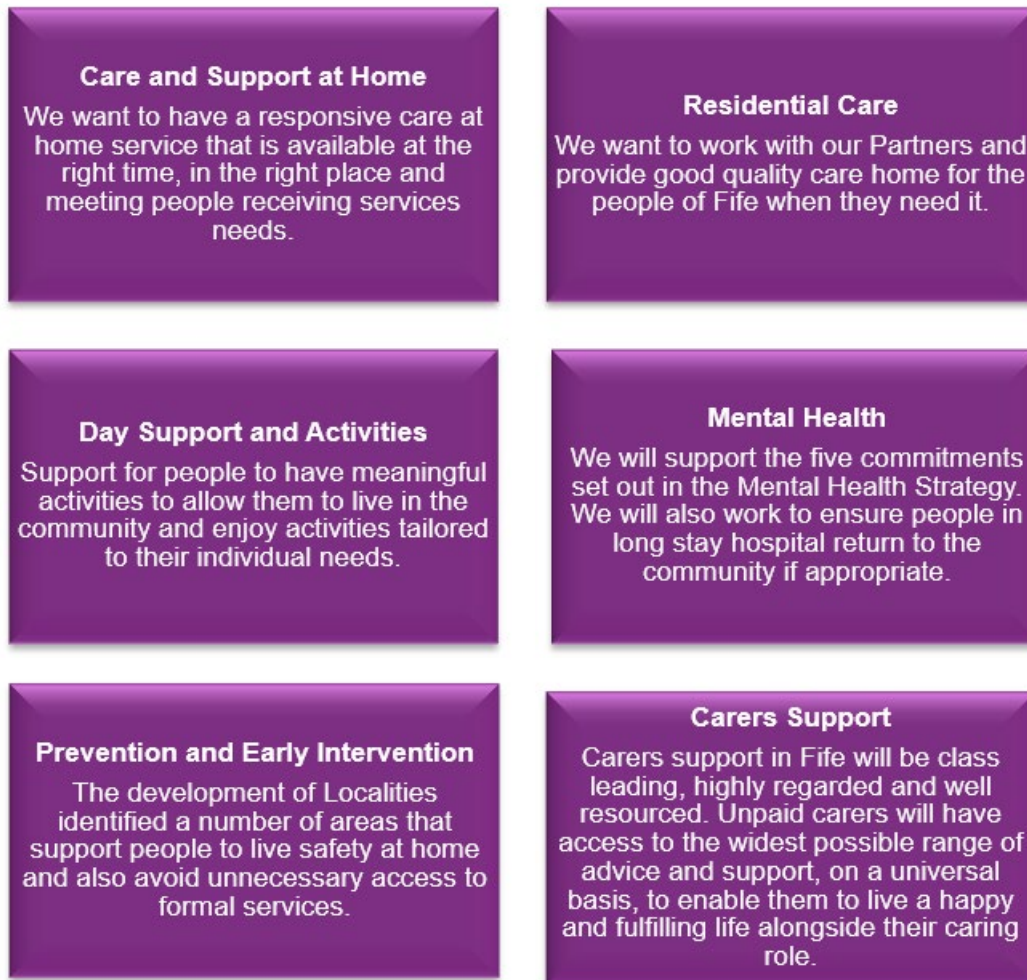 Care and Support at Home
We want to have a responsive care at
home service that is available at the
right time, in the right place and
meeting people receiving services
needs.
Residential Care
We want to work with our Partners and
provide good quality care home for the
people of Fife when they need it.
Day Support and Activities
Support for people to have meaningful
activities to allow them to live in the
community and enjoy activities tailored
to their individual needs.
Mental Health
We will support the five commitments
set out in the Mental Health Strategy.
We will also work to ensure people in
long stay hospital return to the
community if appropriate.
Prevention and Early Intervention
The development of Localities
identified a number of areas that
support people to live safety at home
and also avoid unnecessary access to
formal services.
Carers Support
Carers support in Fife will be class
leading, highly regarded and well
resourced. Unpaid carers will have
access to the widest possible range of
advice and support, on a universal
basis, to enable them to live a happy
and fulfilling life alongside their caring
role.